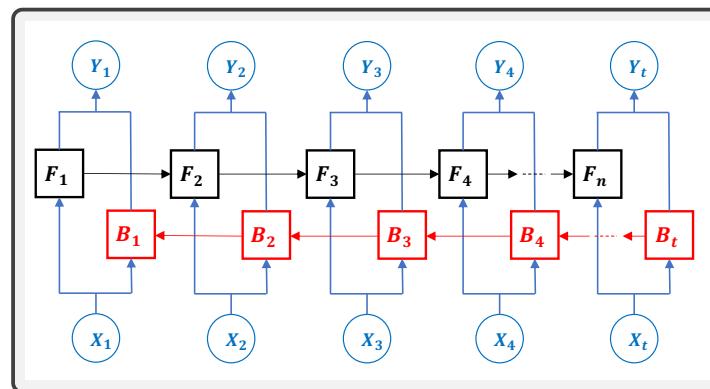 Y₁ Y₂ Y₃ Y₄ Yₜ
F₁ F₂ F₃ F₄ Fₙ
B₁ B₂ B₃ B₄ Bₜ
X₁ X₂ X₃ X₄ Xₜ